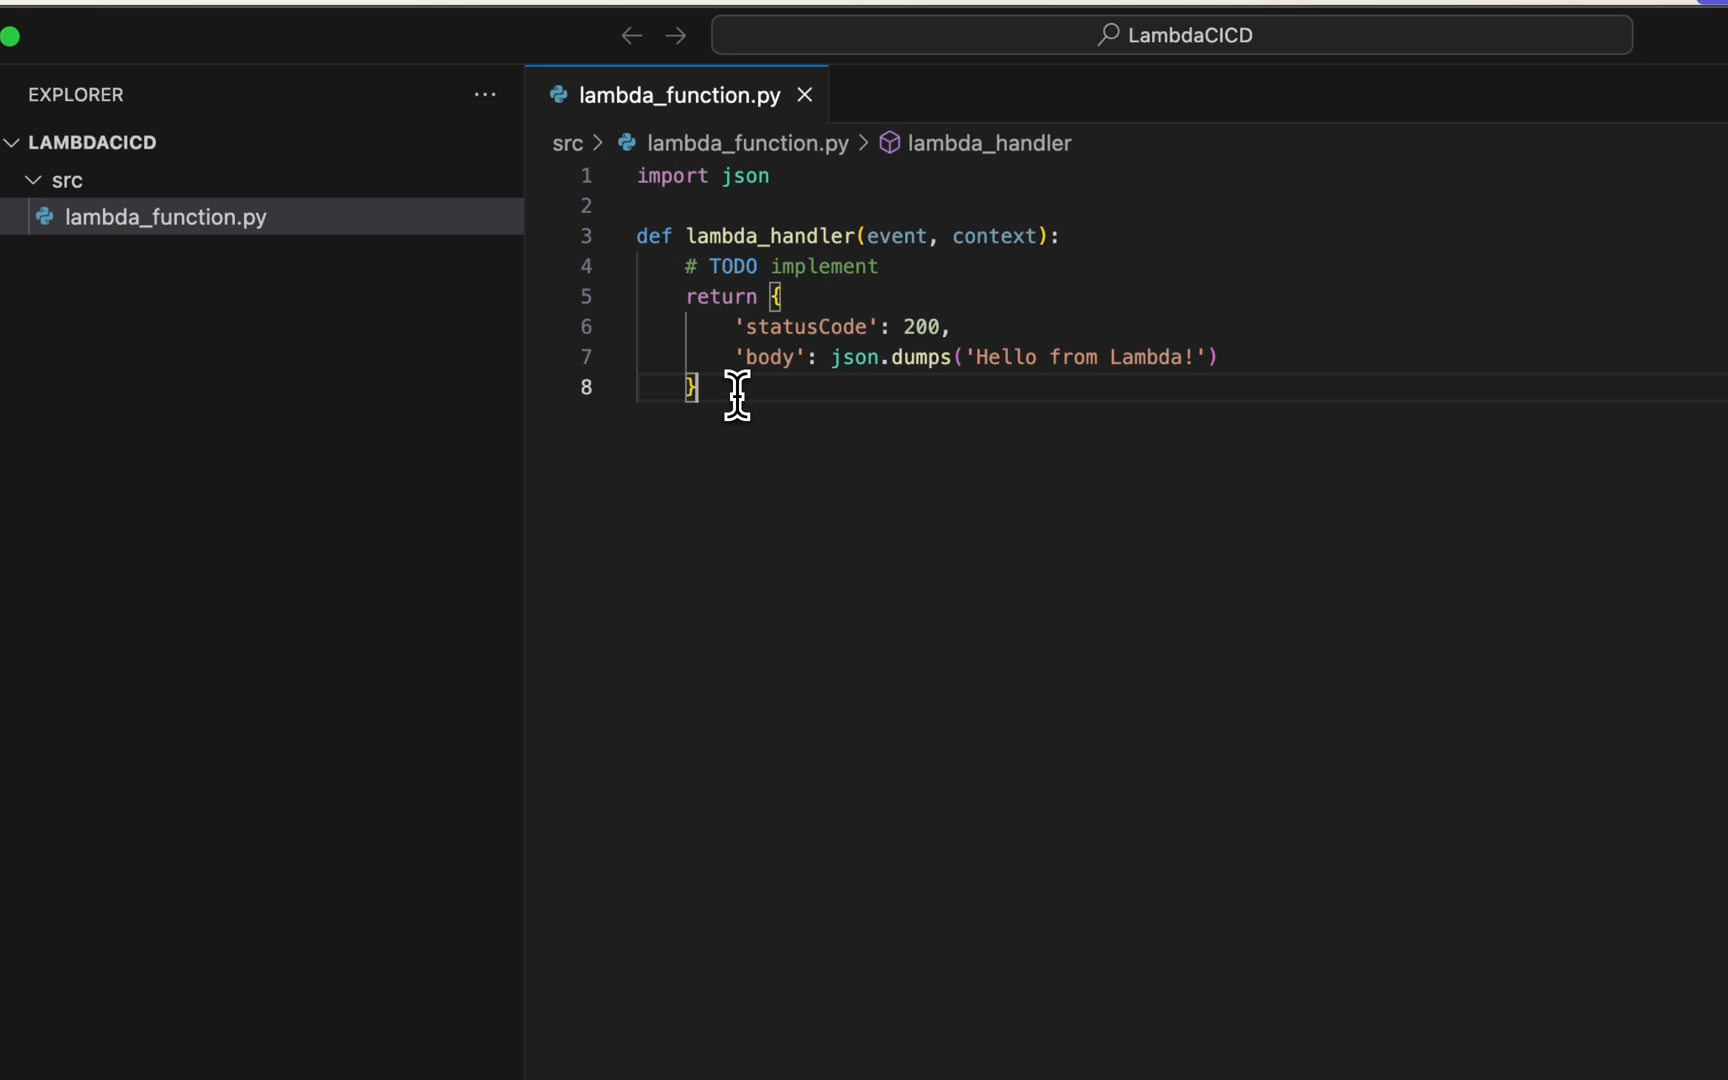 LambdaCICD
EXPLORER
···
LAMBDACICD
src
lambda_function.py
lambda_function.py
src > lambda_function.py > lambda_handler
1 import json
2
3 def lambda_handler(event, context):
4     # TODO implement
5     return {
6         'statusCode': 200,
7         'body': json.dumps('Hello from Lambda!')
8     }